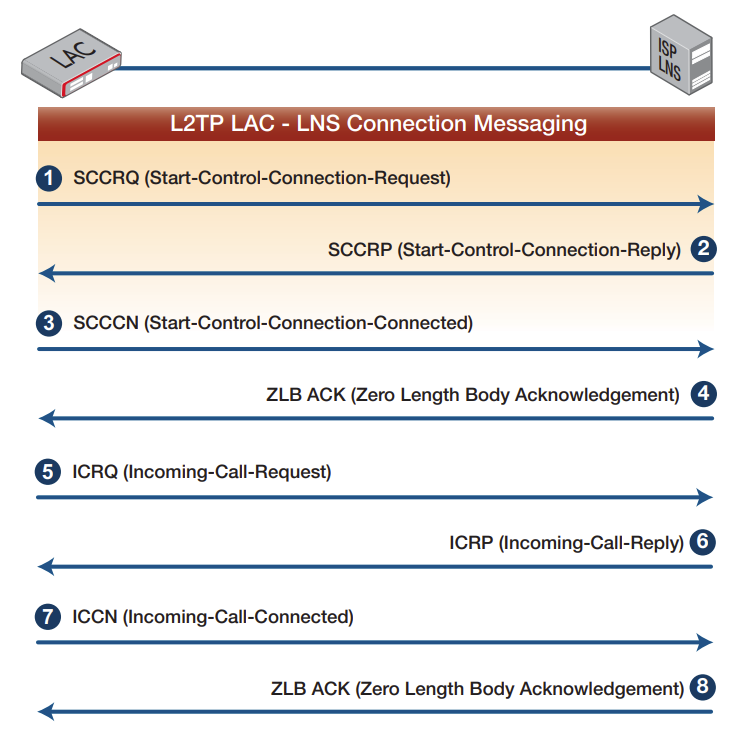 LAC
ISP
LNS
L2TP LAC - LNS Connection Messaging
1 SCCRQ (Start-Control-Connection-Request)
SCCRP (Start-Control-Connection-Reply) 2
3 SCCCN (Start-Control-Connection-Connected)
ZLB ACK (Zero Length Body Acknowledgement) 4
5 ICRQ (Incoming-Call-Request)
ICRP (Incoming-Call-Reply) 6
7 ICCN (Incoming-Call-Connected)
ZLB ACK (Zero Length Body Acknowledgement) 8